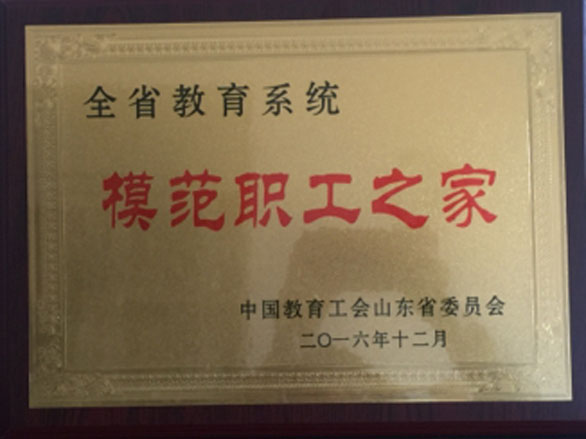 全省教育系统
模范职工之家
中国教育工会山东省委员会
二〇一六年十二月